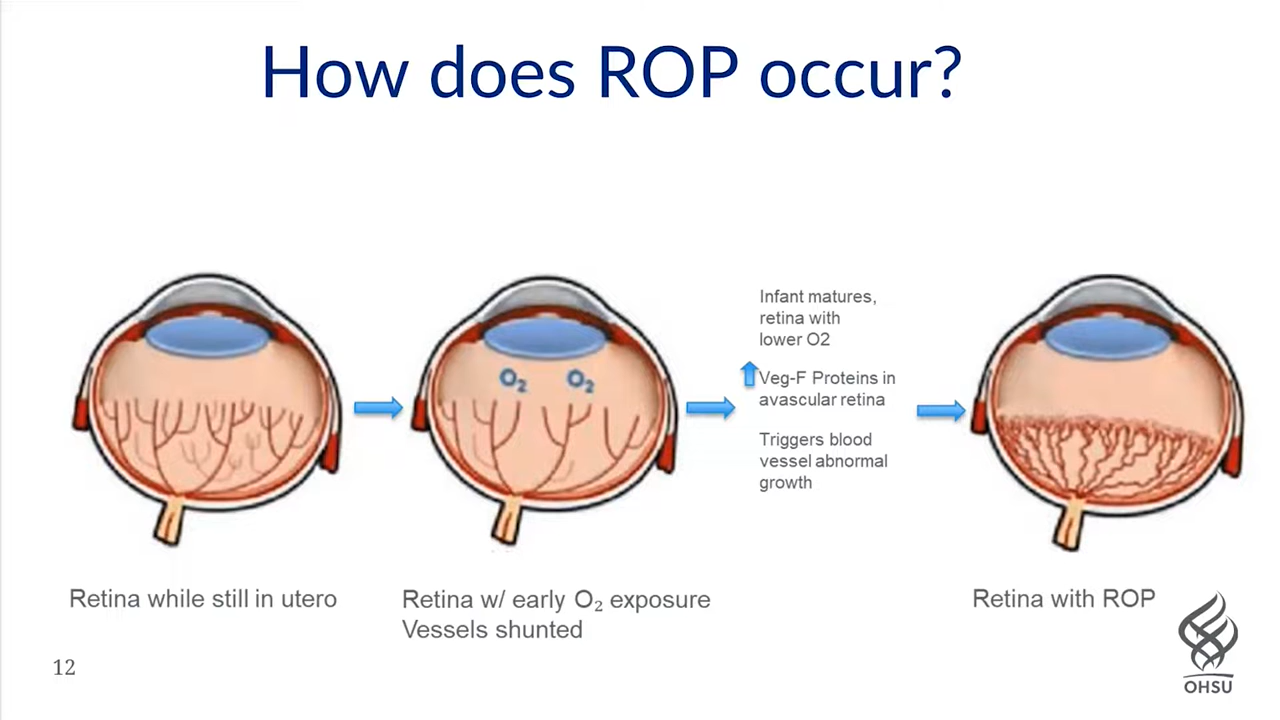 How does ROP occur?
O₂ O₂
Infant matures,
retina with
lower O2
Veg-F Proteins in
avascular retina
Triggers blood
vessel abnormal
growth
Retina while still in utero
Retina w/ early O₂ exposure
Vessels shunted
Retina with ROP
12
OHSU